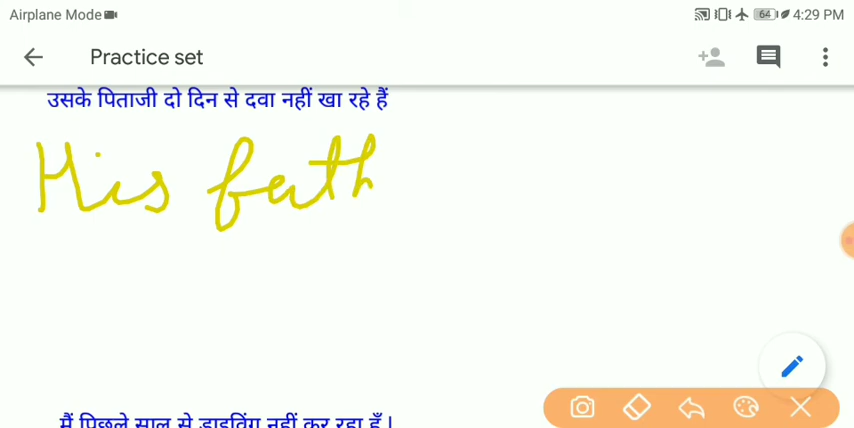 Airplane Mode
64 4:29 PM
Practice set
उसके पिताजी दो दिन से दवा नहीं खा रहे हैं
His fath
मैं पिछले साल से ड्राइविंग नहीं कर रहा हूँ।